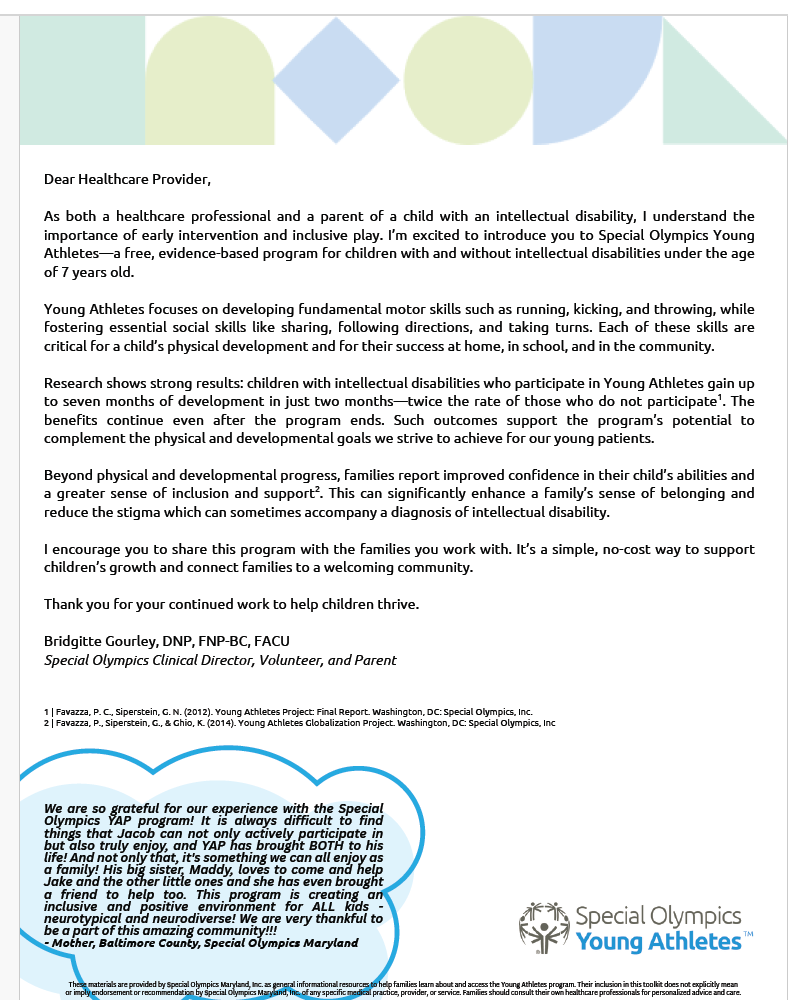 Dear Healthcare Provider,
As both a healthcare professional and a parent of a child with an intellectual disability, I understand the
importance of early intervention and inclusive play. I'm excited to introduce you to Special Olympics Young
Athletes—a free, evidence-based program for children with and without intellectual disabilities under the age
of 7 years old.
Young Athletes focuses on developing fundamental motor skills such as running, kicking, and throwing, while
fostering essential social skills like sharing, following directions, and taking turns. Each of these skills are
critical for a child's physical development and for their success at home, in school, and in the community.
Research shows strong results: children with intellectual disabilities who participate in Young Athletes gain up
to seven months of development in just two months—twice the rate of those who do not participate¹. The
benefits continue even after the program ends. Such outcomes support the program's potential to
complement the physical and developmental goals we strive to achieve for our young patients.
Beyond physical and developmental progress, families report improved confidence in their child's abilities and
a greater sense of inclusion and support². This can significantly enhance a family's sense of belonging and
reduce the stigma which can sometimes accompany a diagnosis of intellectual disability.
I encourage you to share this program with the families you work with. It's a simple, no-cost way to support
children's growth and connect families to a welcoming community.
Thank you for your continued work to help children thrive.
Bridgitte Gourley, DNP, FNP-BC, FACU
Special Olympics Clinical Director, Volunteer, and Parent
1 | Favazza, P. C., Siperstein, G. N. (2012). Young Athletes Project: Final Report. Washington, DC: Special Olympics, Inc.
2 | Favazza, P., Siperstein, G., & Ghio, K. (2014). Young Athletes Globalization Project. Washington, DC: Special Olympics, Inc
We are so grateful for our experience with the Special
Olympics YAP program! It is always difficult to find
things that Jacob can not only actively participate in
but also truly enjoy, and YAP has brought BOTH to his
life! And not only that, it's something we can all enjoy as
a family! His big sister, Maddy, loves to come and help
Jake and the other little ones and she has even brought
a friend to help too. This program is creating an
inclusive and positive environment for ALL kids -
neurotypical and neurodiverse! We are very thankful to
be a part of this amazing community!!!
- Mother, Baltimore County, Special Olympics Maryland
Special Olympics
Young Athletes™
These materials are provided by Special Olympics Maryland, Inc. as general informational resources to help families learn about and access the Young Athletes program. Their inclusion in this toolkit does not explicitly mean
or imply endorsement or recommendation by Special Olympics Maryland, Inc. of any specific medical practice, provider, or service. Families should consult their own healthcare professionals for personalized advice and care.